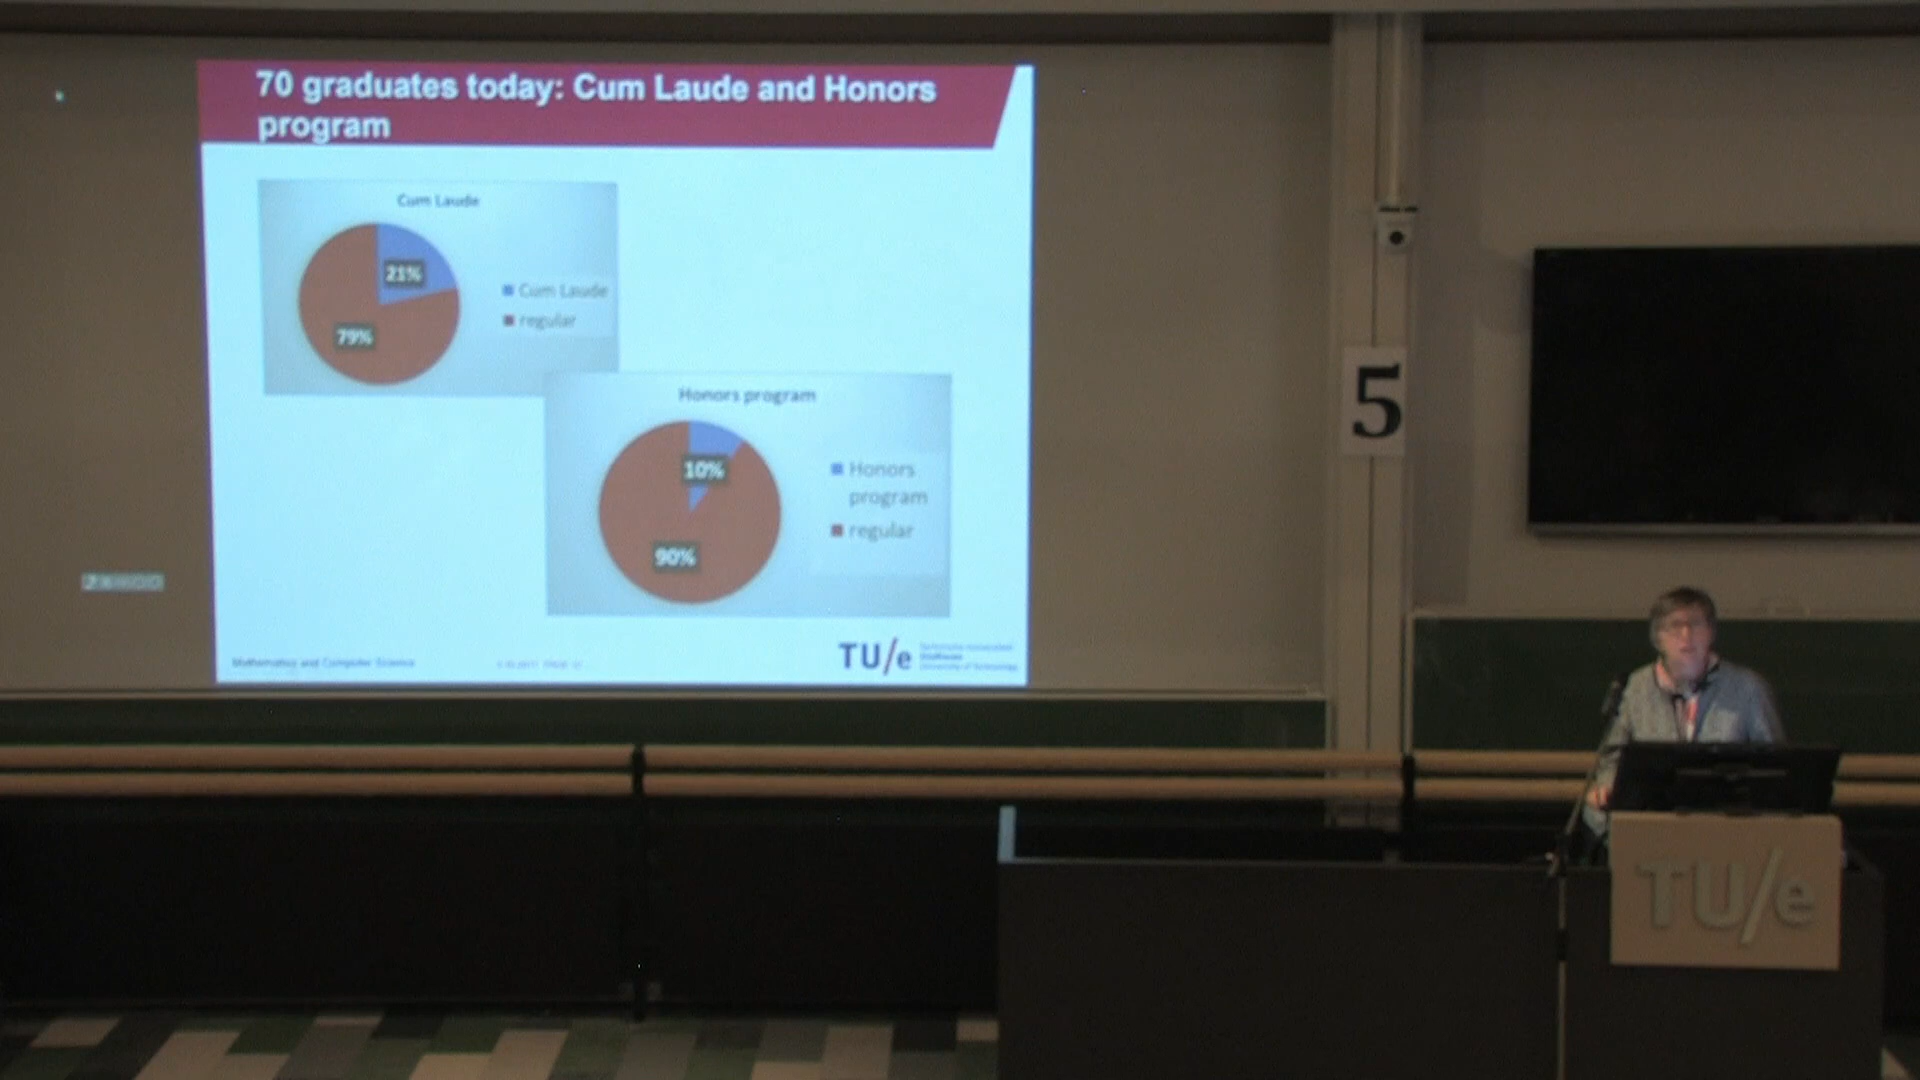 70 graduates today: Cum Laude and Honors
program
Cum Laude
21%
79%
Cum Laude
regular
Honors program
10%
90%
Honors
program
regular
Mathematics and Computer Science
TU/e
5
TU/e